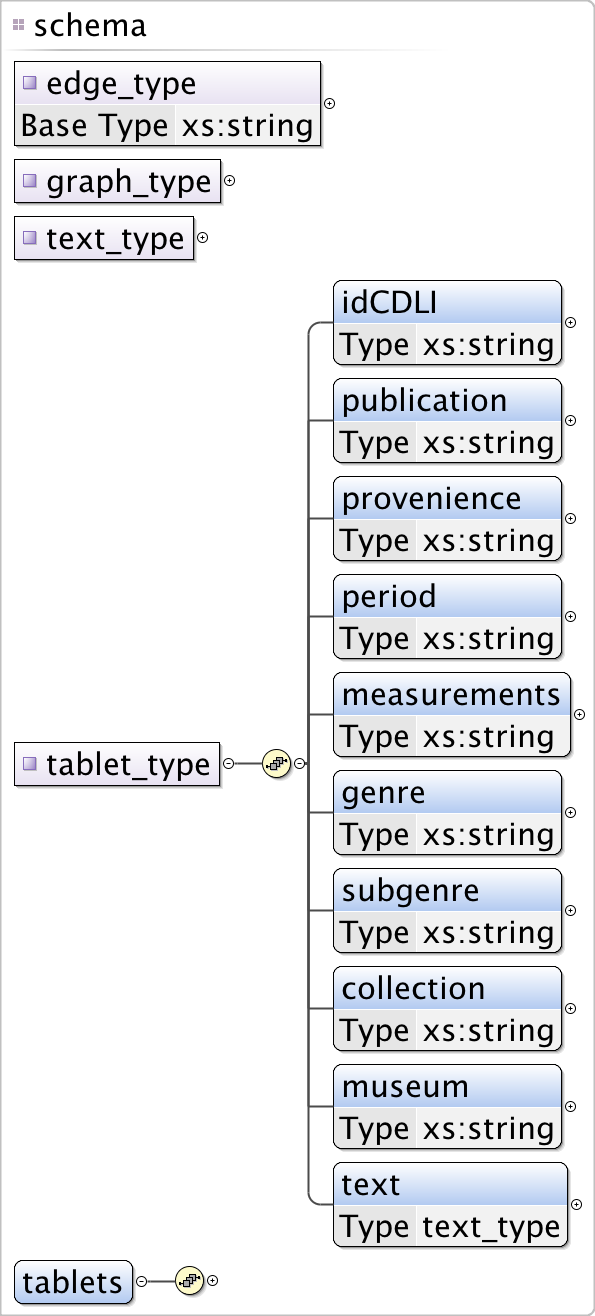 schema
edge_type
Base Type xs:string
graph_type
text_type
idCDLI
Type xs:string
publication
Type xs:string
provenience
Type xs:string
period
Type xs:string
measurements
Type xs:string
tablet_type
genre
Type xs:string
subgenre
Type xs:string
collection
Type xs:string
museum
Type xs:string
text
Type text_type
tablets